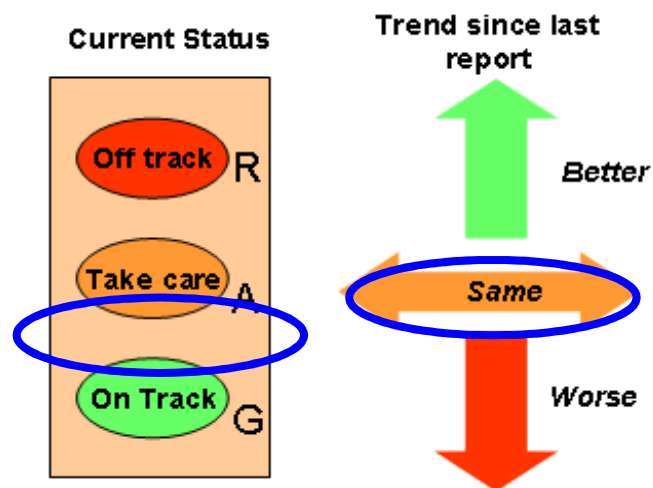 Current Status
Off track
R
Take care
A
On Track
G
Trend since last
report
Better
Same
Worse